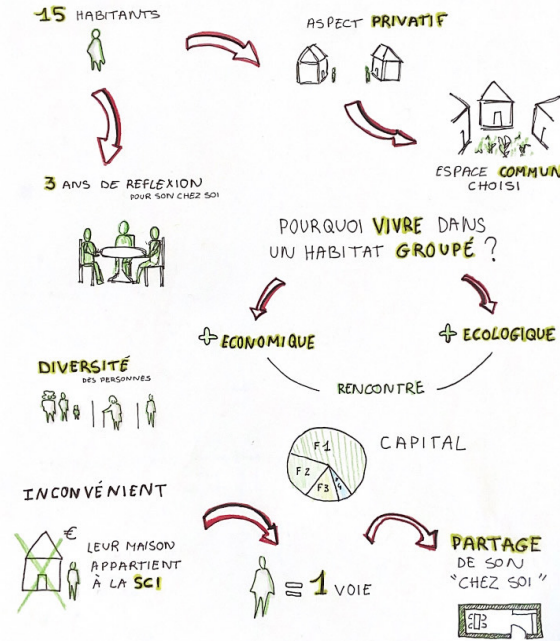 15 HABITANTS
ASPECT PRIVATIF
ESPACE COMMUN
CHOISI
3 ANS DE REFLEXION
POUR SON CHEZ SOI
POURQUOI VIVRE DANS
UN HABITAT GROUPÉ ?
+ ECONOMIQUE
+ ECOLOGIQUE
RENCONTRE
DIVERSITÉ
DES PERSONNES
CAPITAL
F1
F2
F3
F4
INCONVÉNIENT
€
LEUR MAISON
APPARTIENT
À LA SCI
= 1 VOIE
PARTAGE
DE SON
"CHEZ SOI"